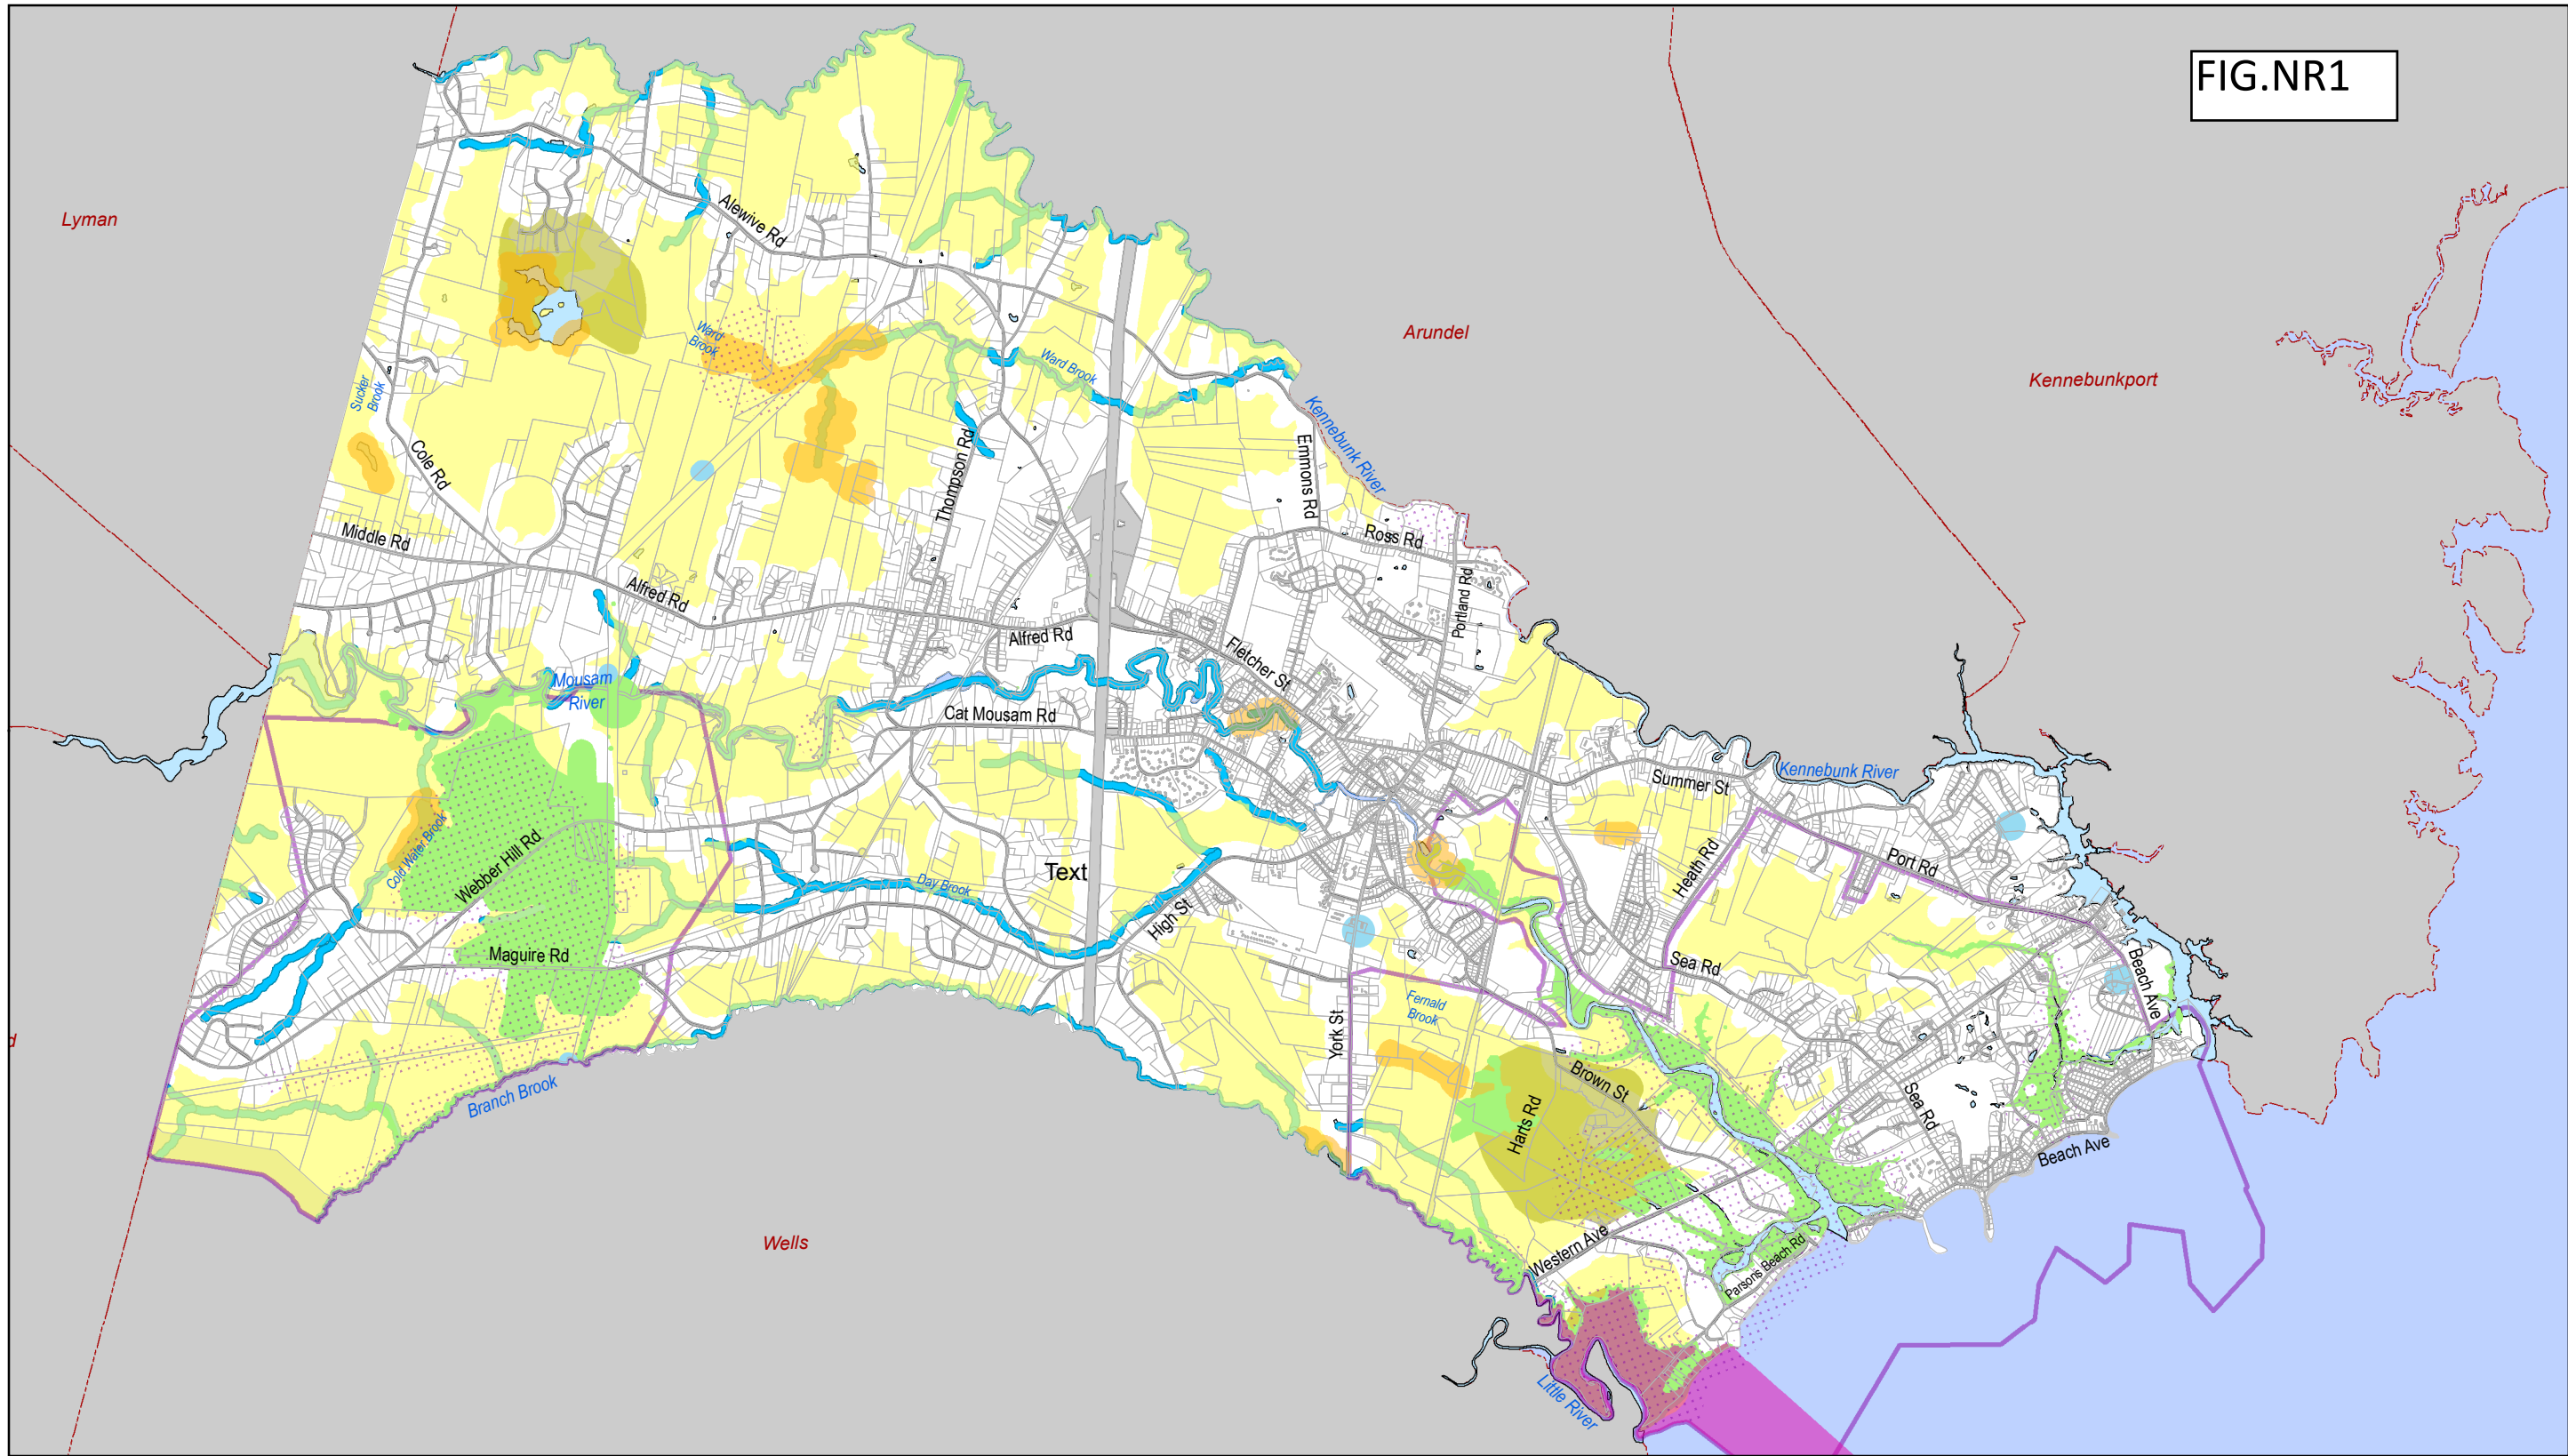 FIG.NR1
Lyman
Alewive Rd
Arundel
Kennebunkport
Ward
Brook
Ward Brook
Sucker
Brook
Kennebunk River
Cole Rd
Thompson Rd
Emmons Rd
Middle Rd
Ross Rd
Alfred Rd
Portland Rd
Alfred Rd
Fletcher St
Mousam
River
Cat Mousam Rd
Kennebunk River
Summer St
Cold Water Brook
Webber Hill Rd
Text
Day Brook
Heath Rd
Port Rd
High St
Maguire Rd
Sea Rd
Beach Ave
Fernald
Brook
York St
d
Branch Brook
Brown St
Harts Rd
Sea Rd
Beach Ave
Wells
Western Ave
Parsons Beach Rd
Little River